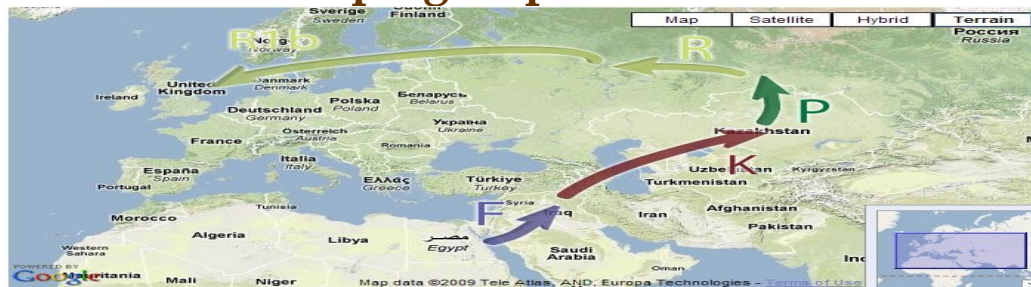 Map Satellite Hybrid Terrain
Sverige
Sweden
Finland
Россия
Russia
R1b
Norge
Norway
R
United
Kingdom
Ireland
Danmark
Denmark
Беларусь
Belarus
Polska
Poland
Deutschland
Germany
P
Україна
Ukraine
Kazakhstan
Österreich
Austria
France
Romania
K
Italia
Italy
España
Spain
Portugal
Ελλάς
Greece
Türkiye
Turkey
Uzbekistan
Kyrgyzstan
Turkmenistan
F
Syria
Iraq
Iran
Afghanistan
Pakistan
Tunisia
Morocco
Algeria
Libya
مصر
Egypt
Saudi
Arabia
Western
Sahara
Oman
POWERED BY
Google
Mauritania
Mali
Niger
Map data ©2009 Tele Atlas, AND, Europa Technologies - Terms of Use